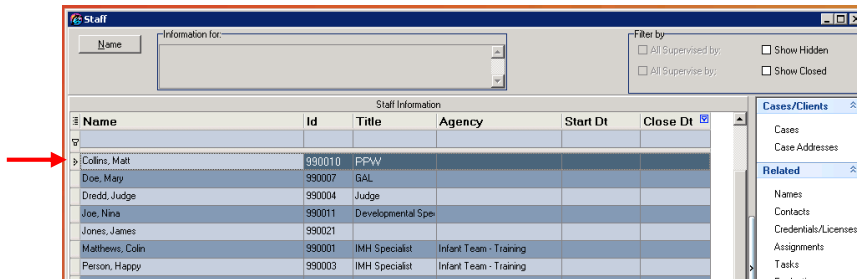 Staff
Name
Information for:
Filter by
All Supervised by:
Show Hidden
All Supervise by:
Show Closed
Staff Information
Name Id Title Agency Start Dt Close Dt
Collins, Matt 990010 PPW
Doe, Mary 990007 GAL
Dredd, Judge 990004 Judge
Joe, Nina 990011 Developmental Spe
Jones, James 990021
Matthews, Colin 990001 IMH Specialist Infant Team - Training
Person, Happy 990003 IMH Specialist Infant Team - Training
Cases/Clients
Cases
Case Addresses
Related
Names
Contacts
Credentials/Licenses
Assignments
Tasks